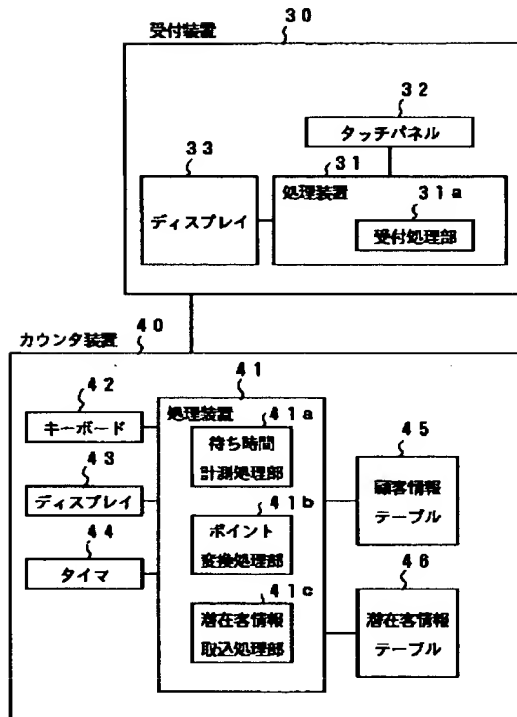 受付装置
30
32
タッチパネル
33
31
ディスプレイ
処理装置
31a
受付処理部
カウンタ装置
40
42
キーボード
41
処理装置
41a
待ち時間
計測処理部
43
ディスプレイ
45
顧客情報
テーブル
41b
ポイント
変換処理部
44
タイマ
41c
潜在客情報
取込処理部
46
潜在客情報
テーブル